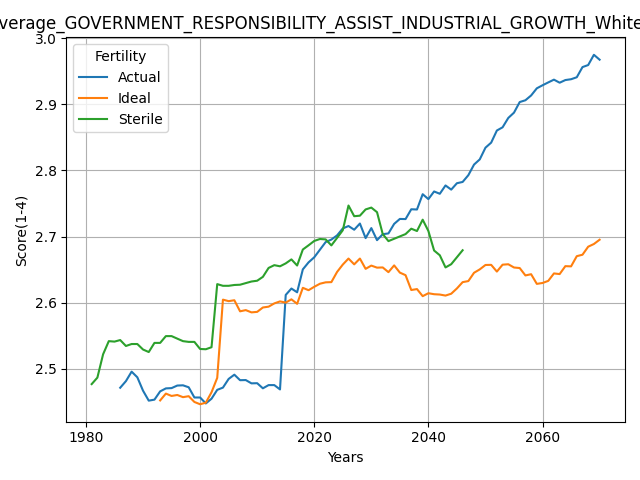 verage_GOVERNMENT_RESPONSIBILITY_ASSIST_INDUSTRIAL_GROWTH_White
3.0
2.9
2.8
2.7
2.6
2.5
Score(1-4)
Fertility
Actual
Ideal
Sterile
1980 2000 2020 2040 2060
Years